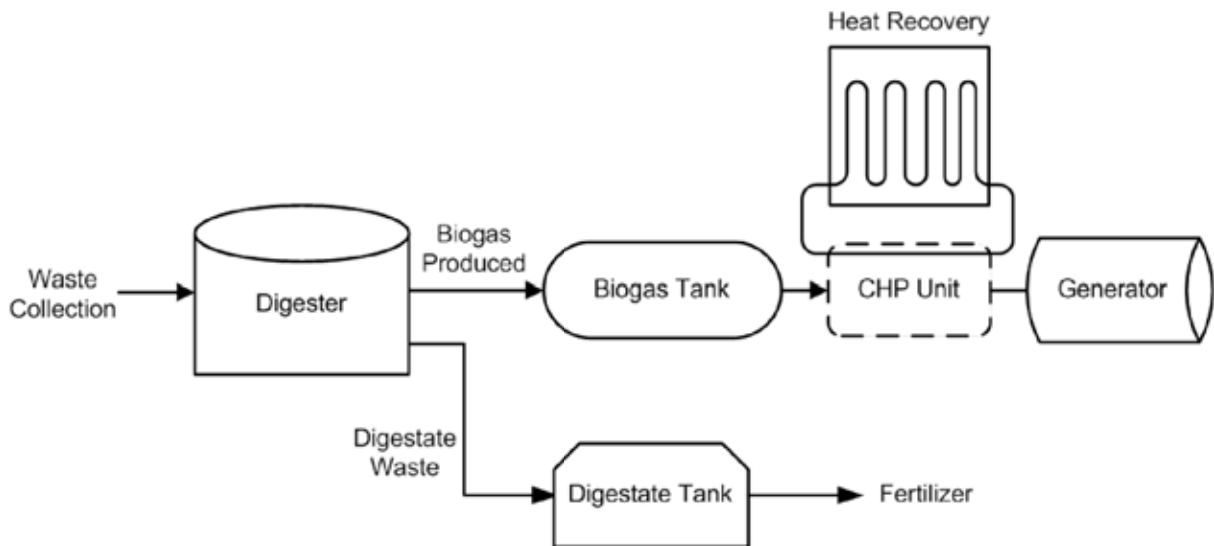 Heat Recovery
Waste
Collection
Digester
Biogas
Produced
Biogas Tank
CHP Unit
Generator
Digestate
Waste
Digestate Tank
Fertilizer